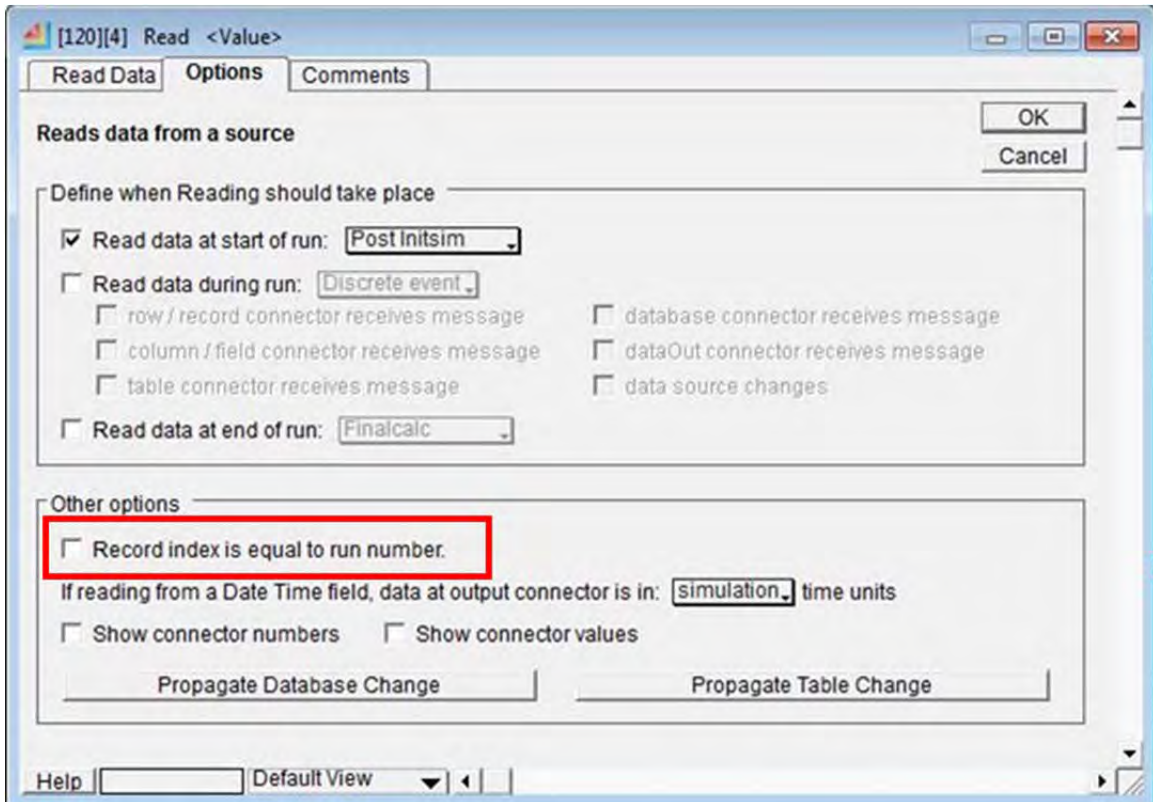 [120][4] Read <Value>
Read Data Options Comments
Reads data from a source
OK
Cancel
Define when Reading should take place
Read data at start of run: Post Initsim
Read data during run: Discrete event
row / record connector receives message database connector receives message
column / field connector receives message dataOut connector receives message
table connector receives message data source changes
Read data at end of run: Finalcalc
Other options
Record index is equal to run number.
If reading from a Date Time field, data at output connector is in: simulation time units
Show connector numbers Show connector values
Propagate Database Change Propagate Table Change
Help Default View